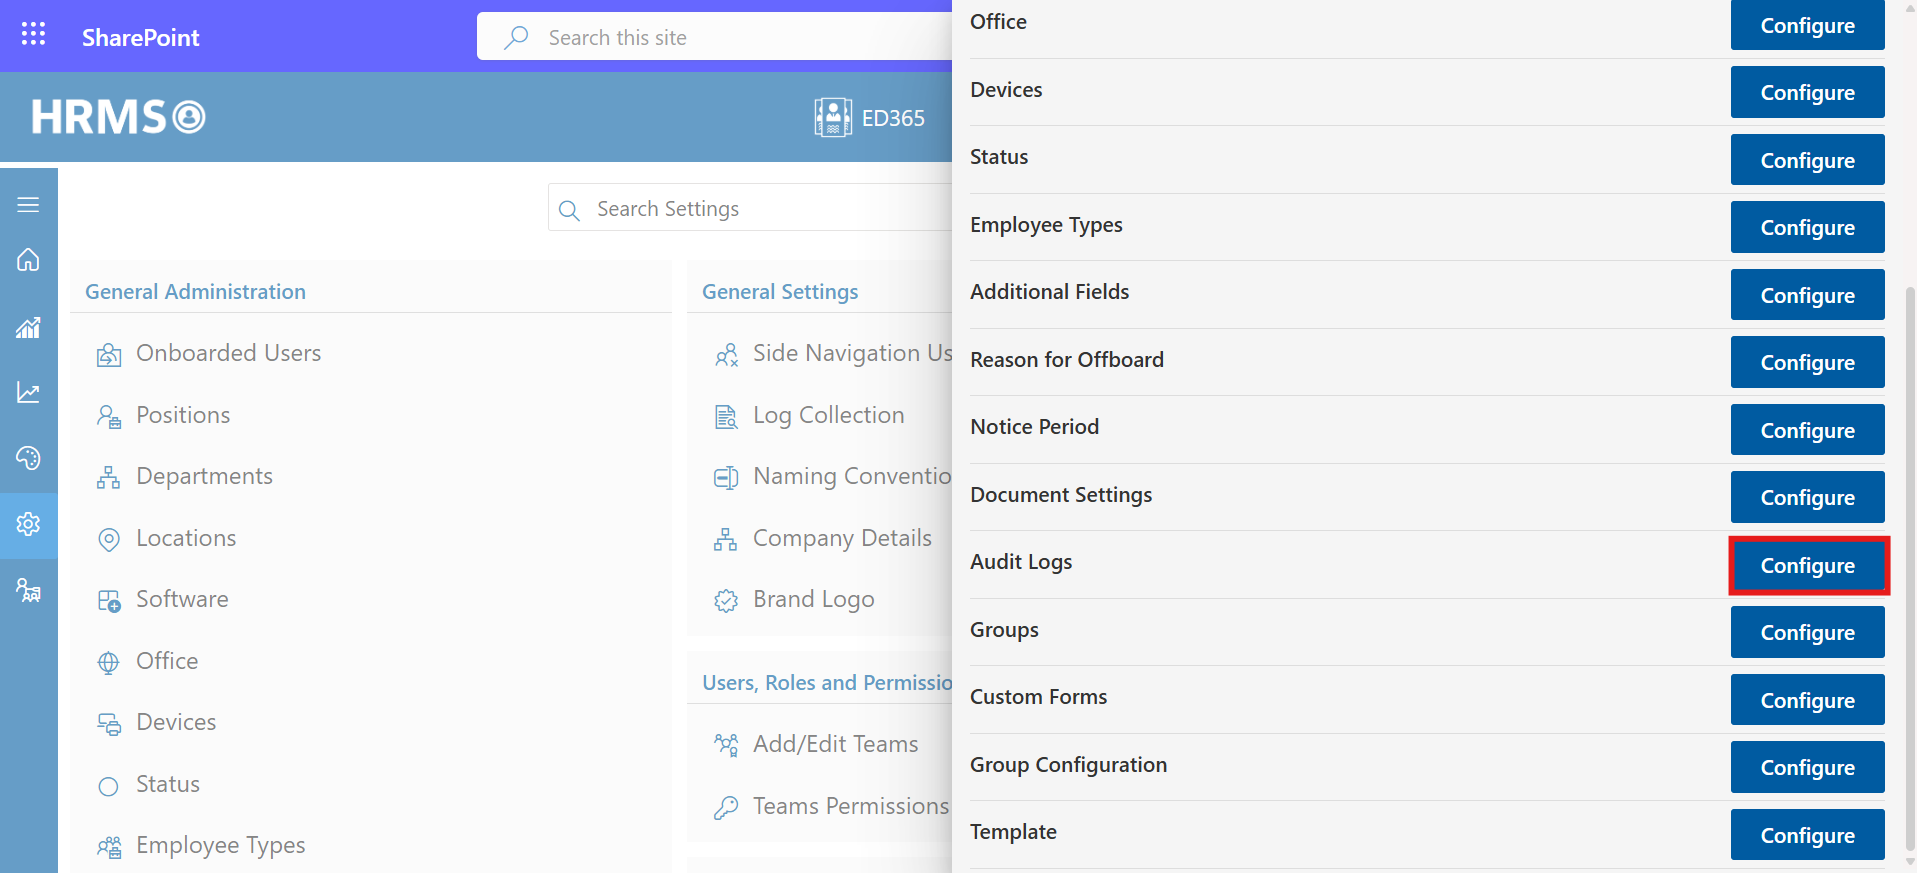 SharePoint
Search this site
HRMS
ED365
Search Settings
General Administration
Onboarded Users
Positions
Departments
Locations
Software
Office
Devices
Status
Employee Types
General Settings
Side Navigation Us
Log Collection
Naming Conventio
Company Details
Brand Logo
Users, Roles and Permissio
Add/Edit Teams
Teams Permissions
Office Configure
Devices Configure
Status Configure
Employee Types Configure
Additional Fields Configure
Reason for Offboard Configure
Notice Period Configure
Document Settings Configure
Audit Logs Configure
Groups Configure
Custom Forms Configure
Group Configuration Configure
Template Configure